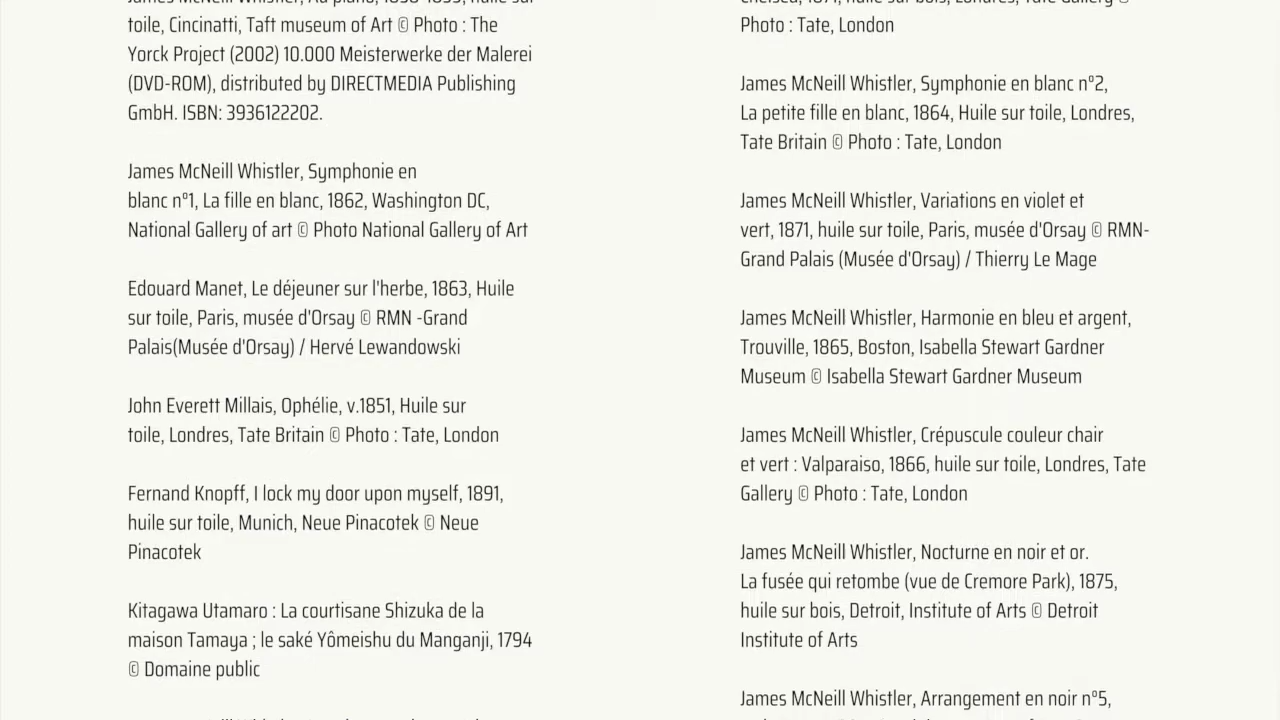 toile, Cincinatti, Taft museum of Art © Photo : The
Yorck Project (2002) 10.000 Meisterwerke der Malerei
(DVD-ROM), distributed by DIRECTMEDIA Publishing
GmbH. ISBN: 3936122202.
James McNeill Whistler, Symphonie en
blanc nº1, La fille en blanc, 1862, Washington DC,
National Gallery of art © Photo National Gallery of Art
Edouard Manet, Le déjeuner sur l'herbe, 1863, Huile
sur toile, Paris, musée d'Orsay © RMN -Grand
Palais(Musée d'Orsay) / Hervé Lewandowski
John Everett Millais, Ophélie, v.1851, Huile sur
toile, Londres, Tate Britain © Photo : Tate, London
Fernand Knopff, I lock my door upon myself, 1891,
huile sur toile, Munich, Neue Pinacotek © Neue
Pinacotek
Kitagawa Utamaro : La courtisane Shizuka de la
maison Tamaya ; le saké Yômeishu du Manganji, 1794
© Domaine public
Photo : Tate, London
James McNeill Whistler, Symphonie en blanc nº2,
La petite fille en blanc, 1864, Huile sur toile, Londres,
Tate Britain © Photo : Tate, London
James McNeill Whistler, Variations en violet et
vert, 1871, huile sur toile, Paris, musée d'Orsay © RMN-
Grand Palais (Musée d'Orsay) / Thierry Le Mage
James McNeill Whistler, Harmonie en bleu et argent,
Trouville, 1865, Boston, Isabella Stewart Gardner
Museum © Isabella Stewart Gardner Museum
James McNeill Whistler, Crépuscule couleur chair
et vert : Valparaiso, 1866, huile sur toile, Londres, Tate
Gallery © Photo : Tate, London
James McNeill Whistler, Nocturne en noir et or.
La fusée qui retombe (vue de Cremore Park), 1875,
huile sur bois, Detroit, Institute of Arts © Detroit
Institute of Arts
James McNeill Whistler, Arrangement en noir nº5,